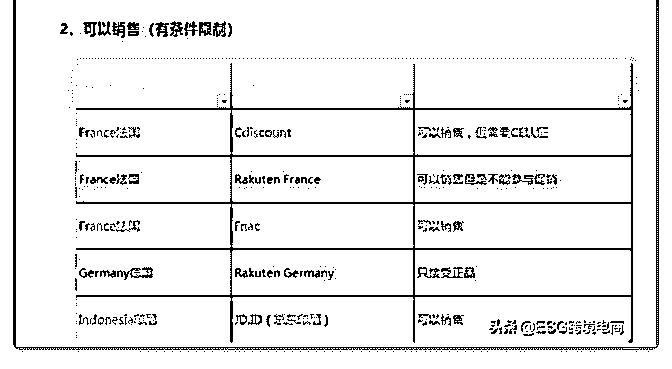 2、可以销售（有条件限制）
France法国 Cdiscount 可以销售，但需要CE认证
France法国 Rakuten France 可以销售但是不能参与促销
France法国 Fnac 可以销售
Germany德国 Rakuten Germany 只接受正品
Indonesia印尼 JD.ID（京东印尼） 可以销售
头条 @ESG跨境电商